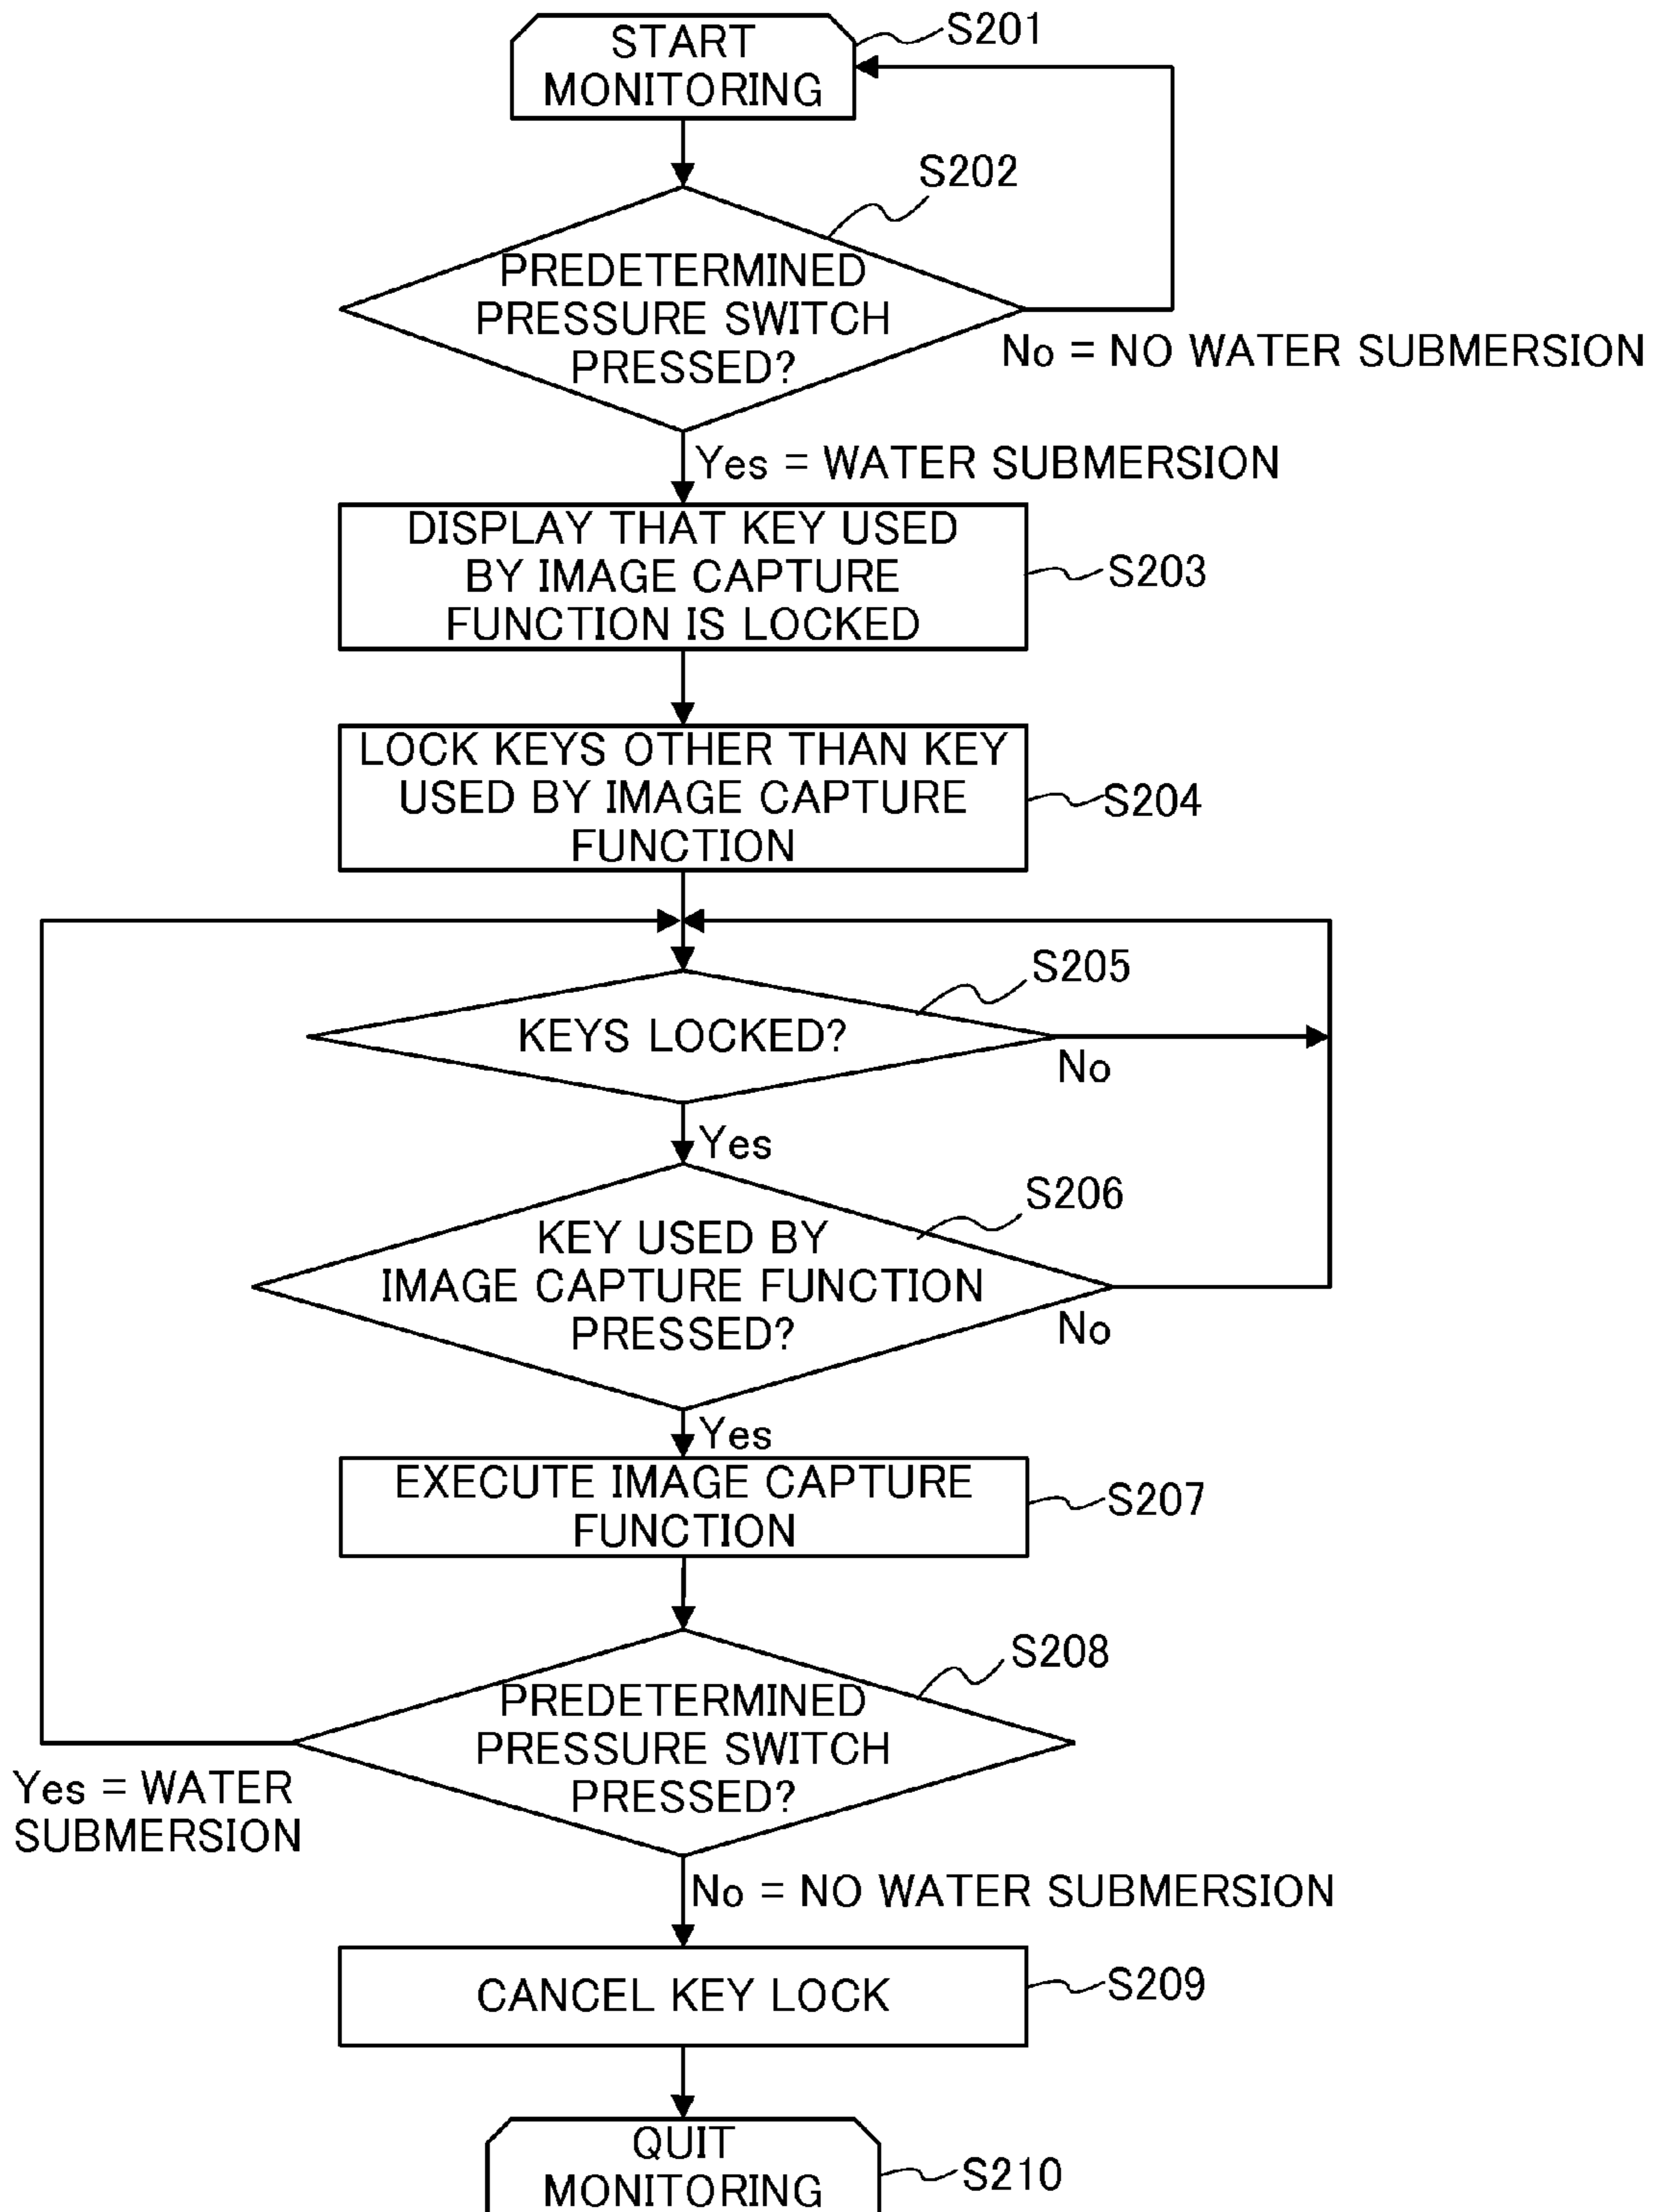 START
MONITORING
S201
S202
PREDETERMINED
PRESSURE SWITCH
PRESSED?
No = NO WATER SUBMERSION
Yes = WATER SUBMERSION
DISPLAY THAT KEY USED
BY IMAGE CAPTURE
FUNCTION IS LOCKED
S203
LOCK KEYS OTHER THAN KEY
USED BY IMAGE CAPTURE
FUNCTION
S204
S205
KEYS LOCKED?
No
Yes
S206
KEY USED BY
IMAGE CAPTURE FUNCTION
PRESSED?
No
Yes
EXECUTE IMAGE CAPTURE
FUNCTION
S207
S208
PREDETERMINED
PRESSURE SWITCH
PRESSED?
Yes = WATER
SUBMERSION
No = NO WATER SUBMERSION
CANCEL KEY LOCK
S209
QUIT
MONITORING
S210